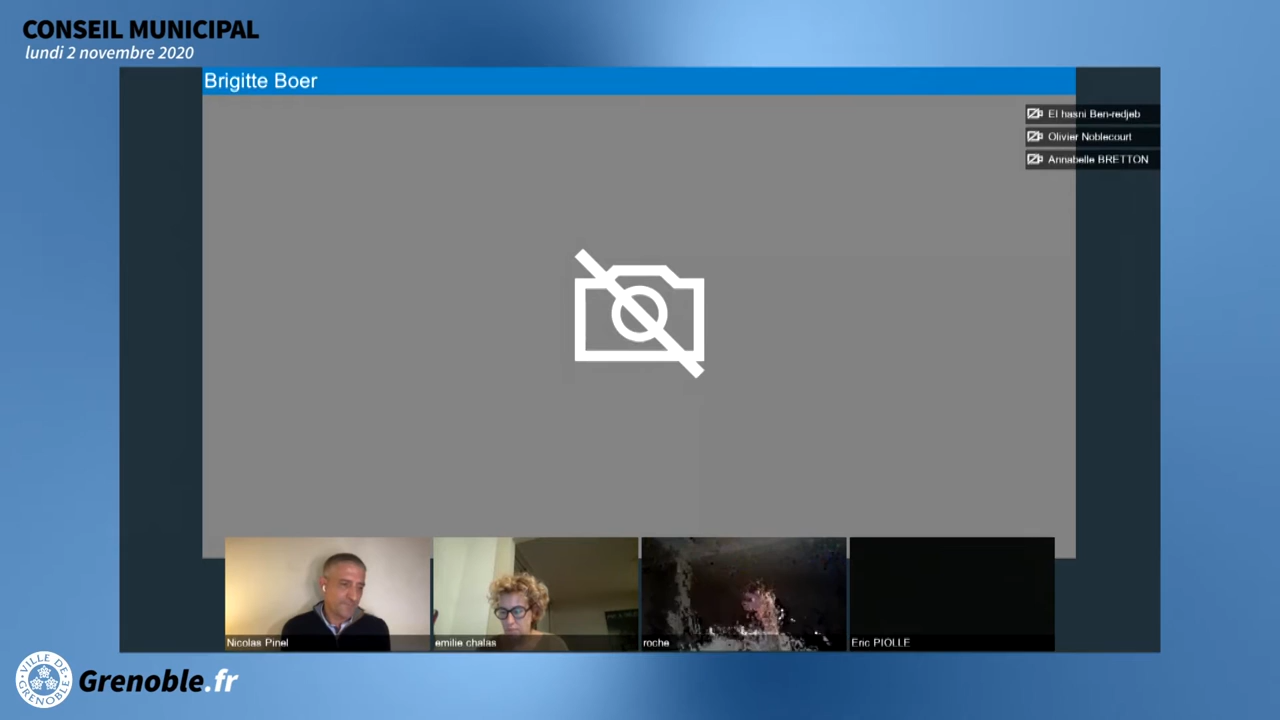 CONSEIL MUNICIPAL
lundi 2 novembre 2020
Brigitte Boer
El hasni Ben-redjeb
Olivier Noblecourt
Annabelle BRETTON
Nicolas Pinel
emilie chalas
roche
Eric PIOLLE
VILLE DE GRENOBLE
Grenoble.fr